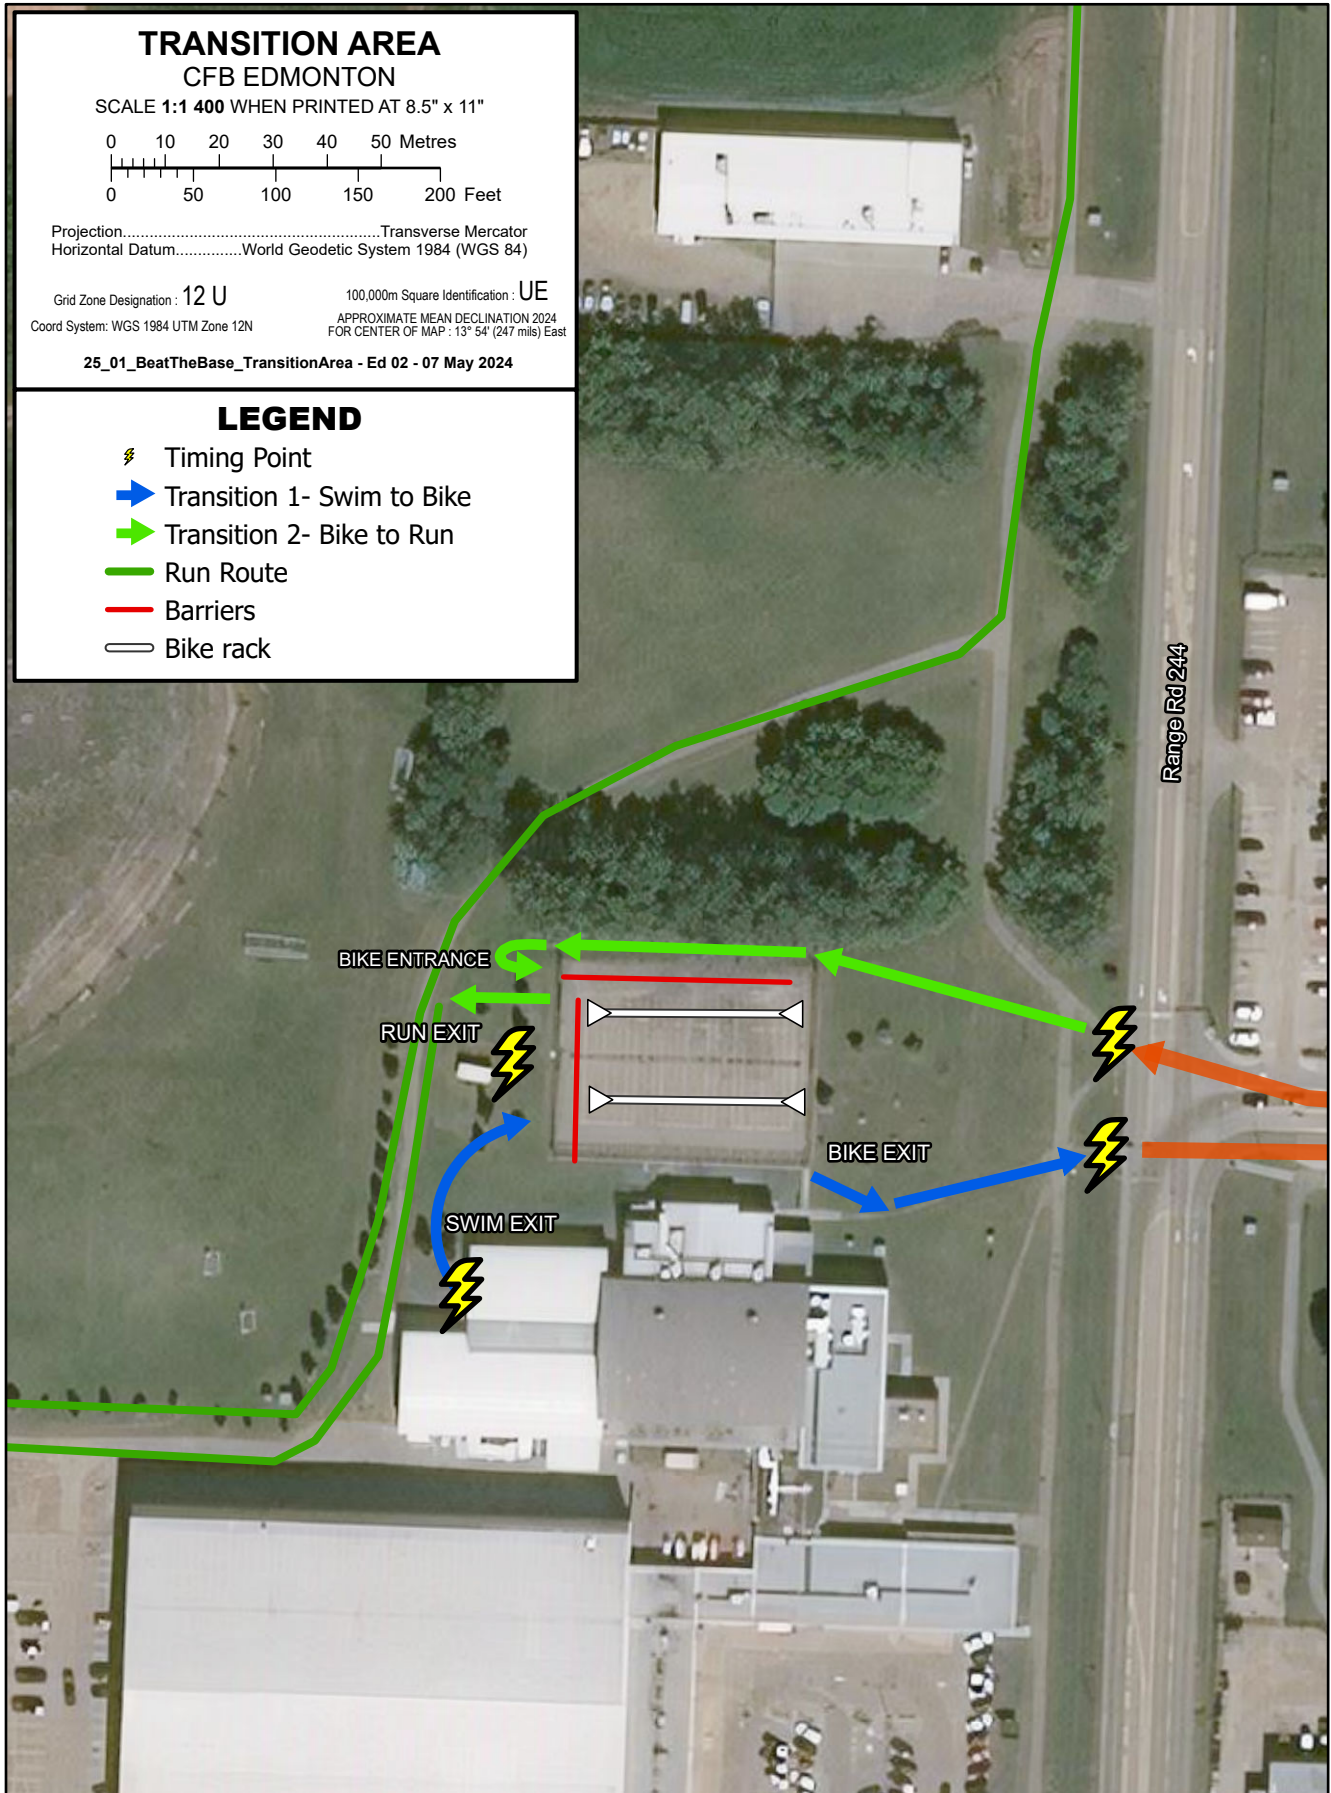 TRANSITION AREA
CFB EDMONTON
SCALE 1:1 400 WHEN PRINTED AT 8.5" x 11"
0 10 20 30 40 50 Metres
0 50 100 150 200 Feet
Projection..........................................................Transverse Mercator
Horizontal Datum...............World Geodetic System 1984 (WGS 84)
Grid Zone Designation : 12 U
100,000m Square Identification : UE
Coord System: WGS 1984 UTM Zone 12N
APPROXIMATE MEAN DECLINATION 2024
FOR CENTER OF MAP : 13° 54' (247 mils) East
25_01_BeatTheBase_TransitionArea - Ed 02 - 07 May 2024
LEGEND
Timing Point
Transition 1- Swim to Bike
Transition 2- Bike to Run
Run Route
Barriers
Bike rack
Range Rd 244
BIKE ENTRANCE
RUN EXIT
BIKE EXIT
SWIM EXIT